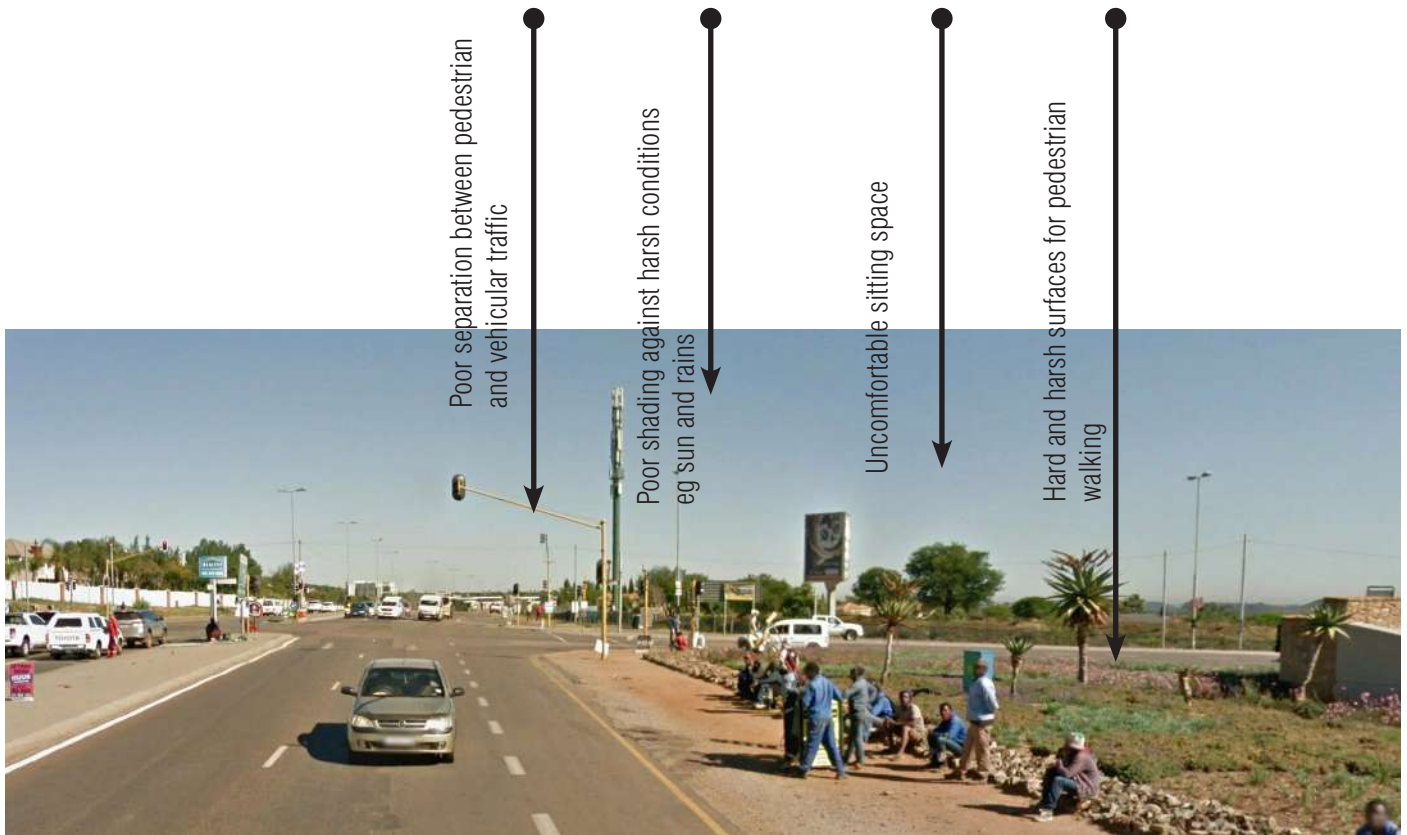 Poor separation between pedestrian
and vehicular traffic
Poor shading against harsh conditions
eg sun and rains
Uncomfortable sitting space
Hard and harsh surfaces for pedestrian
walking
TOYOTA